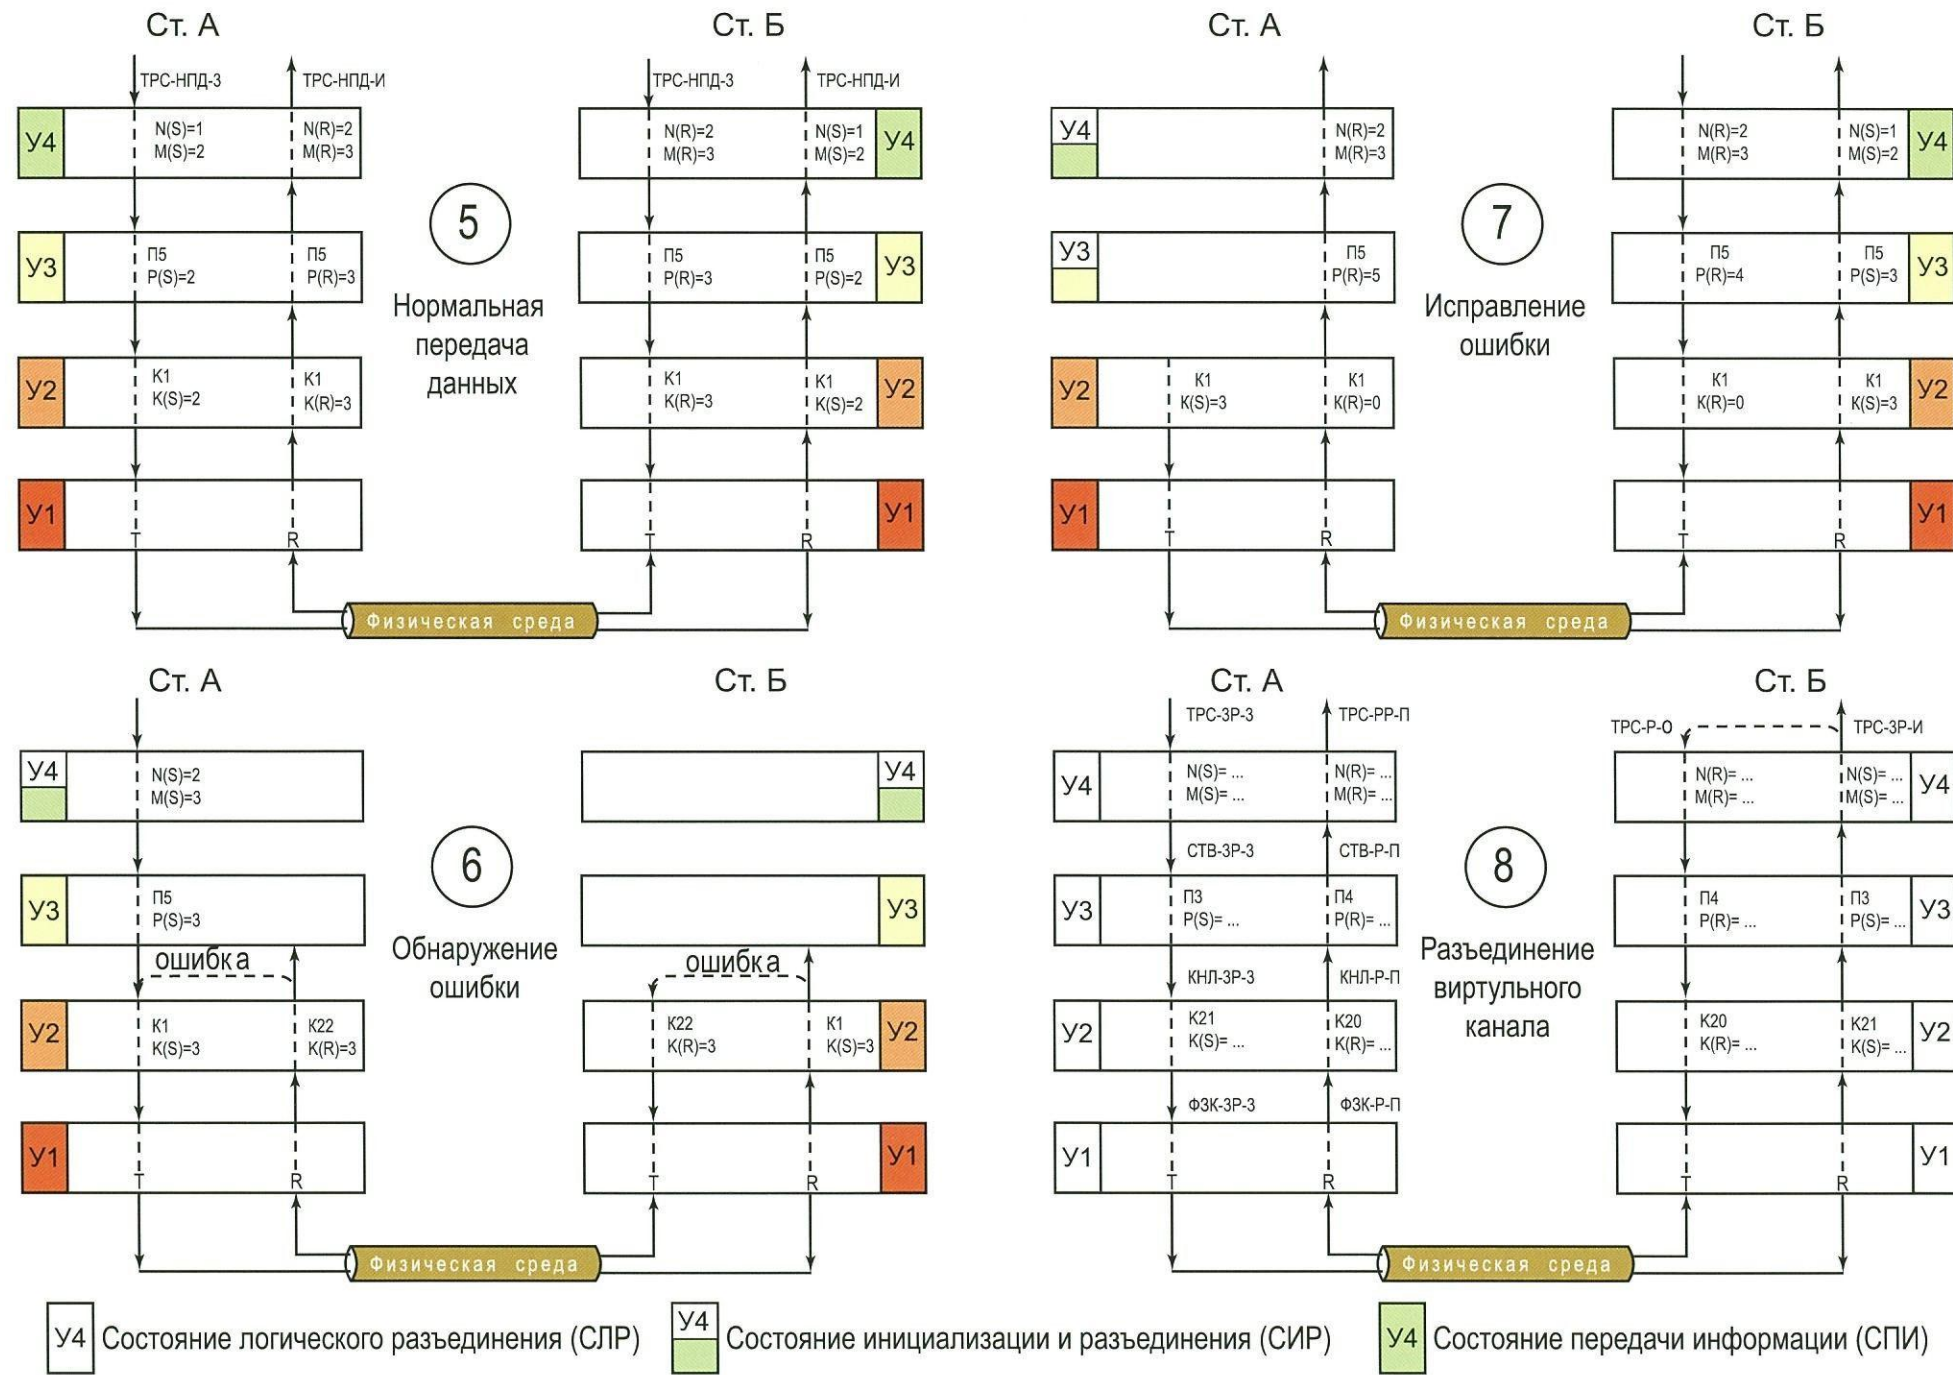 Ст. А
Ст. Б
ТРС-НПД-З
ТРС-НПД-И
ТРС-НПД-З
ТРС-НПД-И
У4
N(S)=1
M(S)=2
N(R)=2
M(R)=3
N(R)=2
M(R)=3
N(S)=1
M(S)=2
У4
5
Нормальная
передача
данных
У3
П5
P(S)=2
П5
P(R)=3
П5
P(R)=3
П5
P(S)=2
У3
У2
К1
K(S)=2
К1
K(R)=3
К1
K(R)=3
К1
K(S)=2
У2
У1
T
R
T
R
У1
Физическая среда
Ст. А
Ст. Б
У4
N(R)=2
M(R)=3
N(R)=2
M(R)=3
N(S)=1
M(S)=2
У4
7
Исправление
ошибки
У3
П5
P(R)=5
П5
P(R)=4
П5
P(S)=3
У3
У2
К1
K(S)=3
К1
K(R)=0
К1
K(R)=0
К1
K(S)=3
У2
У1
T
R
T
R
У1
Физическая среда
Ст. А
Ст. Б
У4
N(S)=2
M(S)=3
У4
6
Обнаружение
ошибки
У3
П5
P(S)=3
У3
ошибка
ошибка
У2
К1
K(S)=3
К22
K(R)=3
К22
K(R)=3
К1
K(S)=3
У2
У1
T
R
T
R
У1
Физическая среда
Ст. А
Ст. Б
ТРС-ЗР-З
ТРС-РР-П
ТРС-Р-О
ТРС-ЗР-И
У4
N(S)= ...
M(S)= ...
N(R)= ...
M(R)= ...
N(R)= ...
M(R)= ...
N(S)= ...
M(S)= ...
У4
СТВ-ЗР-З
СТВ-Р-П
8
Разъединение
виртульного
канала
У3
П3
P(S)= ...
П4
P(R)= ...
П4
P(R)= ...
П3
P(S)= ...
У3
КНЛ-ЗР-З
КНЛ-Р-П
У2
К21
K(S)= ...
К20
K(R)= ...
К20
K(R)= ...
К21
K(S)= ...
У2
ФЗК-ЗР-З
ФЗК-Р-П
У1
T
R
T
R
У1
Физическая среда
У4 Состояние логического разъединения (СЛР)
У4 Состояние инициализации и разъединения (СИР)
У4 Состояние передачи информации (СПИ)